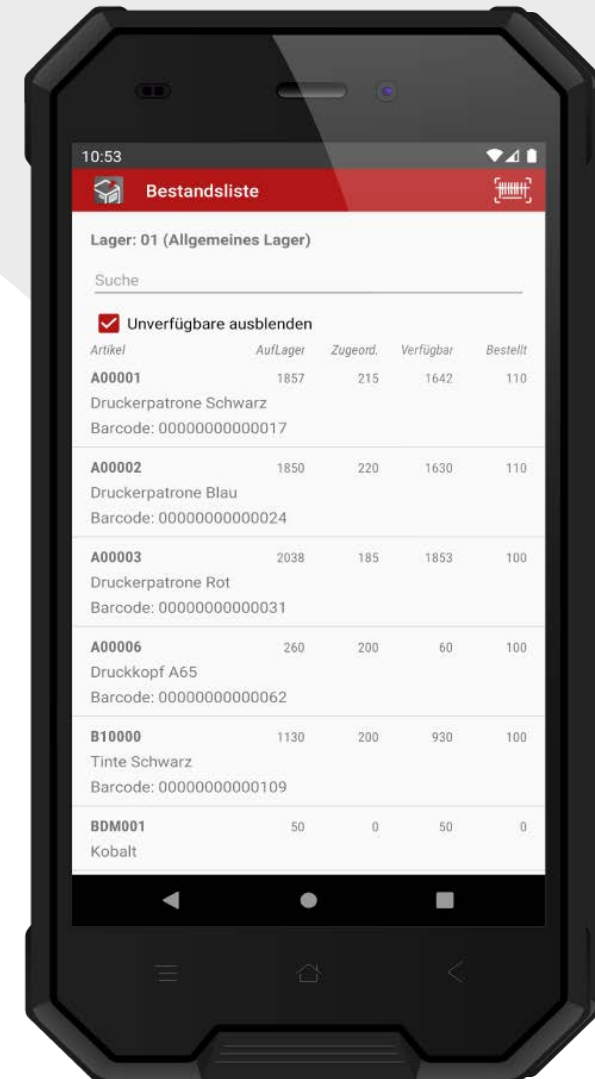 10:53
Bestandsliste
Lager: 01 (Allgemeines Lager)
Suche
Unverfügbare ausblenden
Artikel AufLager Zugeord. Verfügbar Bestellt
A00001 1857 215 1642 110
Druckerpatrone Schwarz
Barcode: 00000000000017
A00002 1850 220 1630 110
Druckerpatrone Blau
Barcode: 00000000000024
A00003 2038 185 1853 100
Druckerpatrone Rot
Barcode: 00000000000031
A00006 260 200 60 100
Druckkopf A65
Barcode: 00000000000062
B10000 1130 200 930 100
Tinte Schwarz
Barcode: 00000000000109
BDM001 50 0 50 0
Kobalt